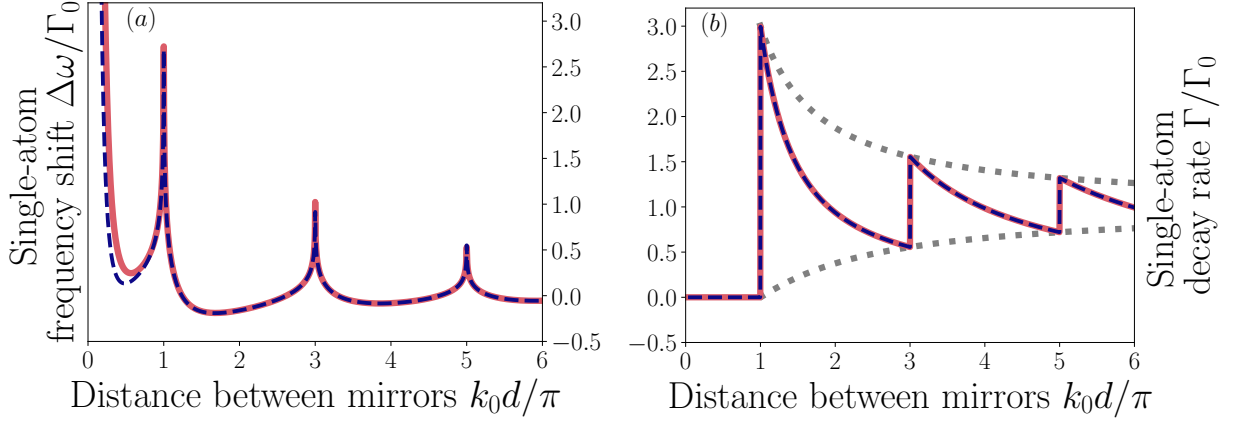 Single-atom
frequency shift Δω/Γ₀
(a)
3.0
2.5
2.0
1.5
1.0
0.5
0.0
−0.5
0 1 2 3 4 5 6
Distance between mirrors k₀d/π
(b)
3.0
2.5
2.0
1.5
1.0
0.5
0.0
−0.5
0 1 2 3 4 5 6
Distance between mirrors k₀d/π
Single-atom
decay rate Γ/Γ₀